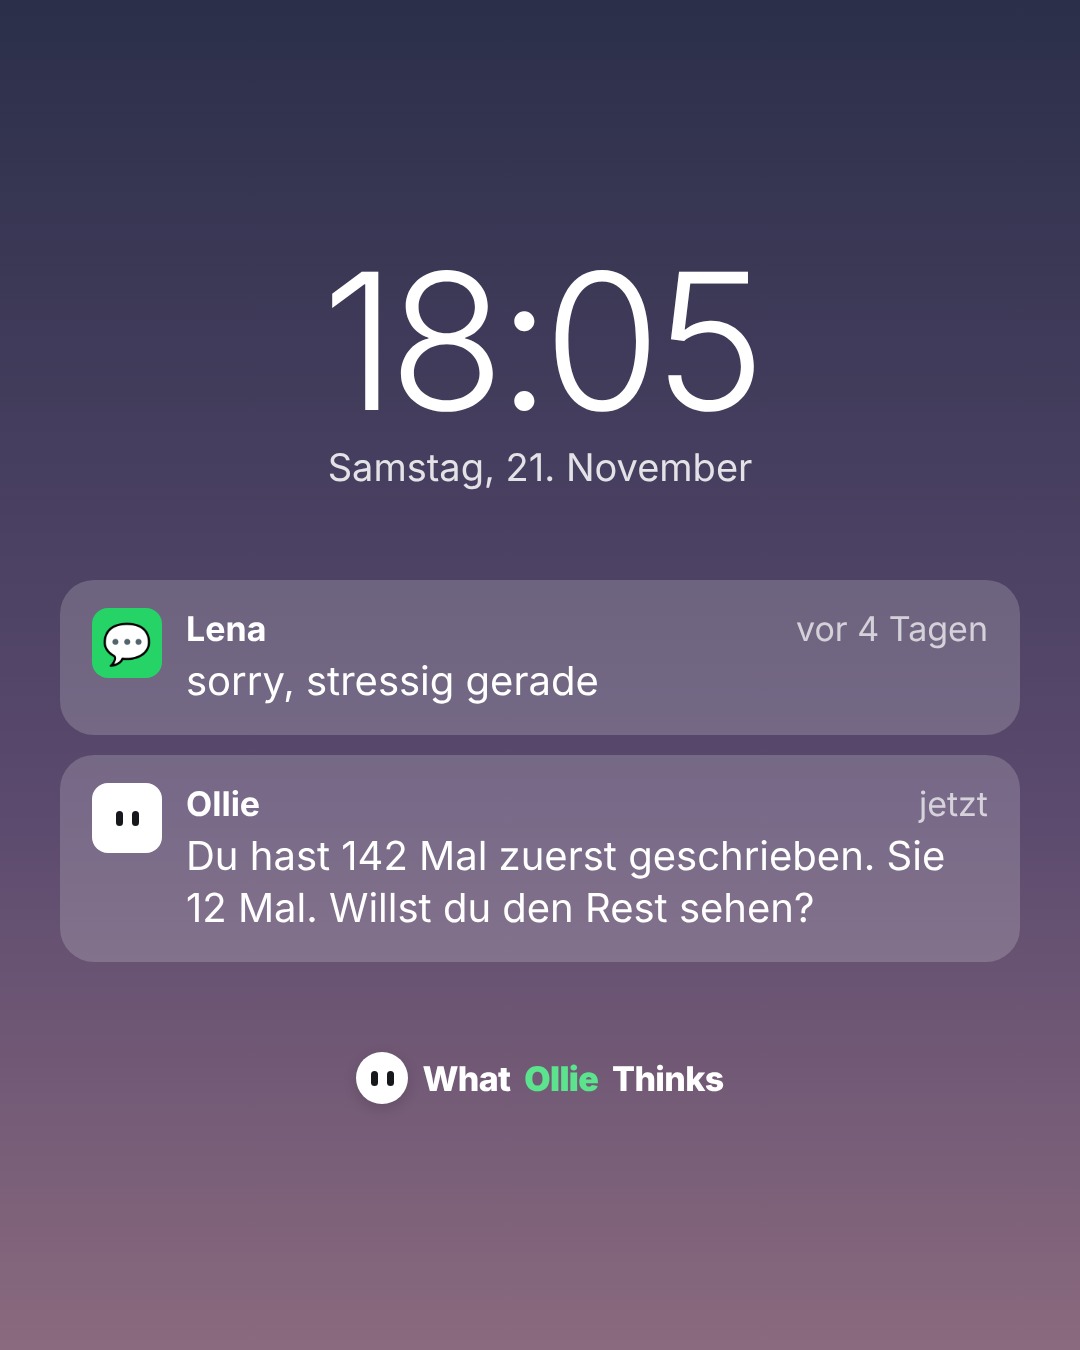 18:05
Samstag, 21. November
Lena
vor 4 Tagen
sorry, stressig gerade
Ollie
jetzt
Du hast 142 Mal zuerst geschrieben. Sie
12 Mal. Willst du den Rest sehen?
What Ollie Thinks